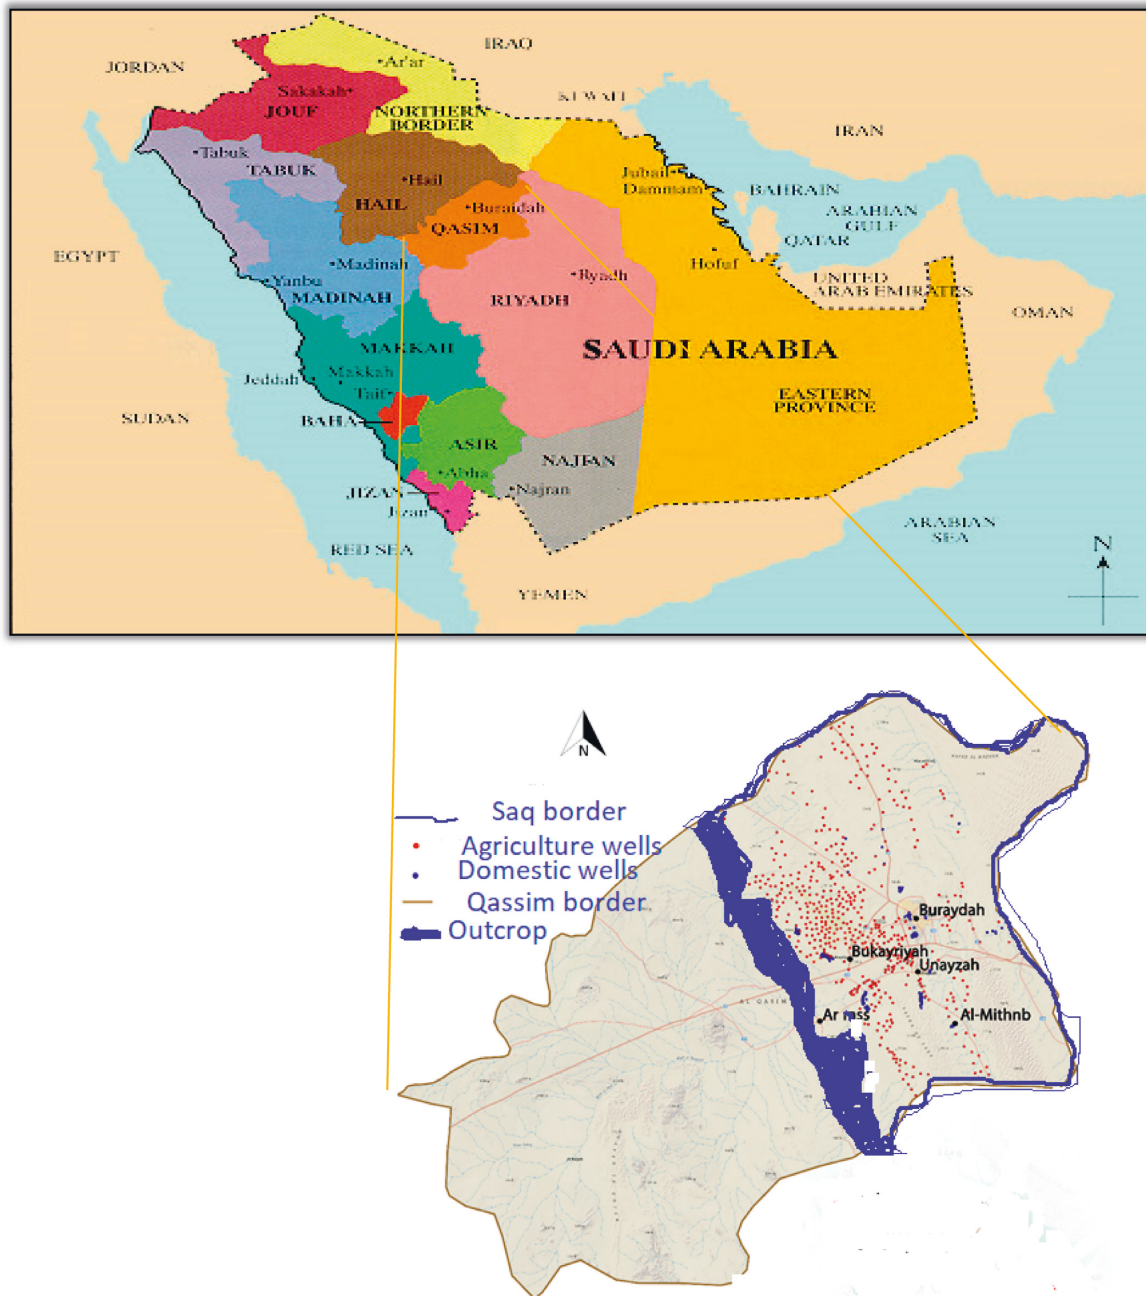 IRAQ
JORDAN
Ar'ar
Sakakah
JOUF
NORTHERN
BORDER
KUWAIT
IRAN
Tabuk
TABUK
Hail
HAIL
Buraidah
QASIM
Jubail
Dammam
BAHRAIN
ARABIAN
GULF
QATAR
EGYPT
Madinah
Yanbu
MADINAH
Hofuf
UNITED
ARAB EMIRATES
OMAN
Ryadh
RIYADH
MAKKAH
SAUDI ARABIA
Makkah
Jeddah
Taif
EASTERN
PROVINCE
SUDAN
BAHA
ASIR
Abha
NAJFAN
Najran
JIZAN
Jizan
RED SEA
ARABIAN
SEA
YEMEN
N
N
Saq border
Agriculture wells
Domestic wells
Qassim border
Outcrop
Buraydah
Bukayriyah
Unayzah
AL QASIM
Ar rass
Al-Mithnb